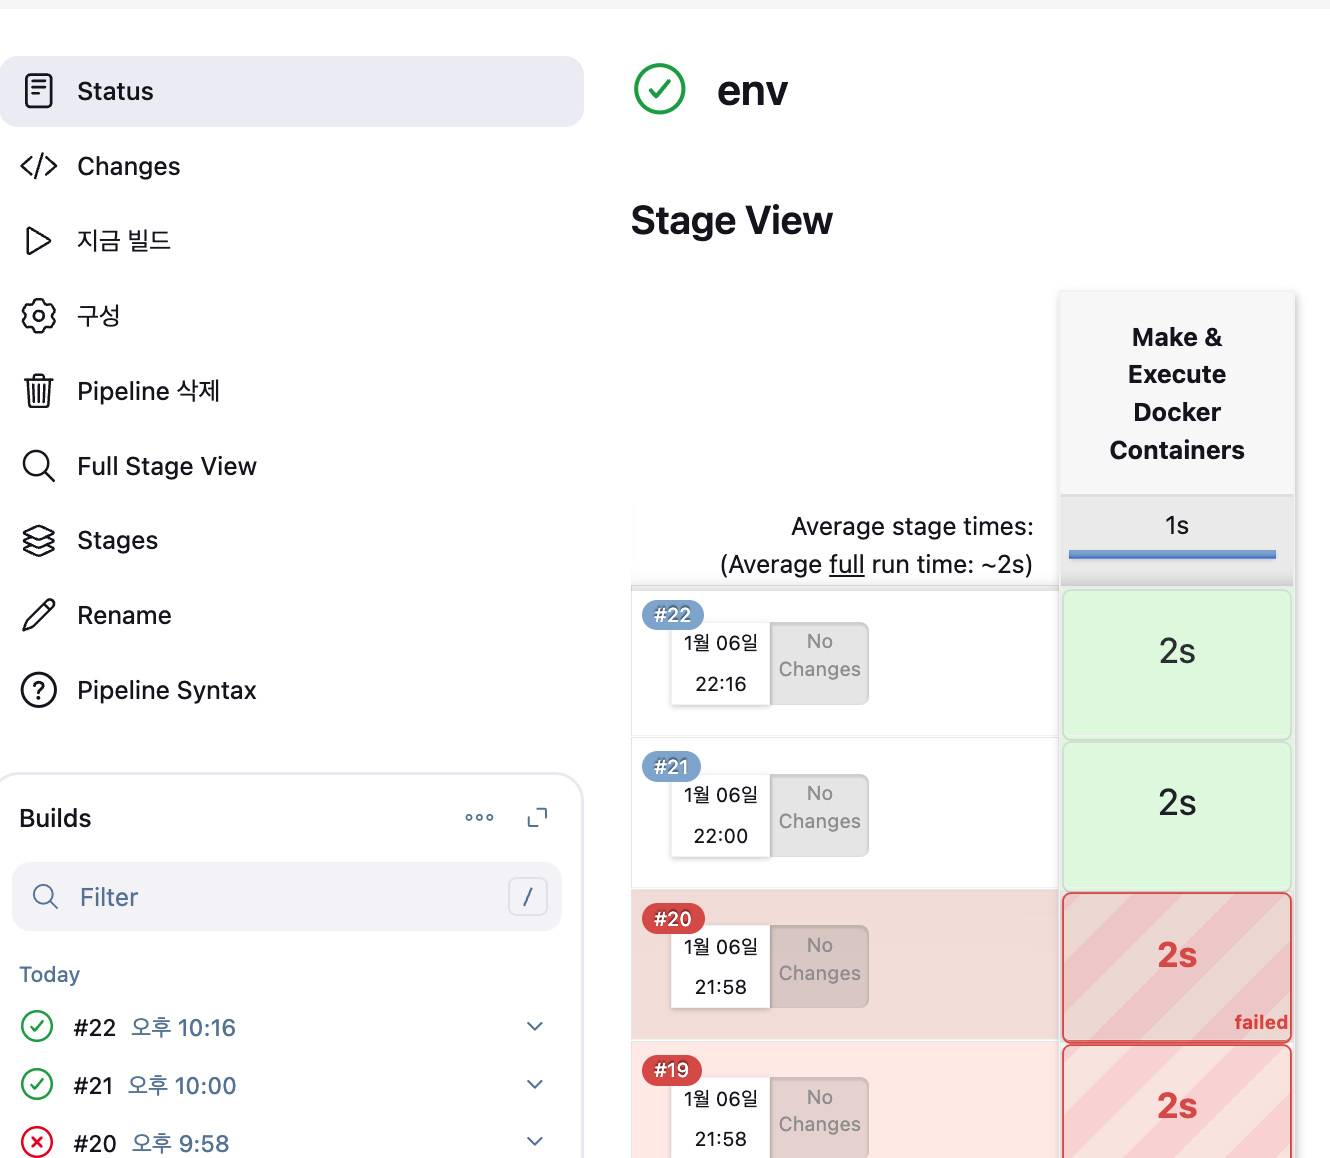 Status
Changes
지금 빌드
구성
Pipeline 삭제
Full Stage View
Stages
Rename
Pipeline Syntax
Builds
Filter
/
Today
#22 오후 10:16
#21 오후 10:00
#20 오후 9:58
env
Stage View
Make &
Execute
Docker
Containers
Average stage times:
(Average full run time: ~2s)
1s
#22
1월 06일
22:16
No
Changes
2s
#21
1월 06일
22:00
No
Changes
2s
#20
1월 06일
21:58
No
Changes
2s
failed
#19
1월 06일
21:58
No
Changes
2s